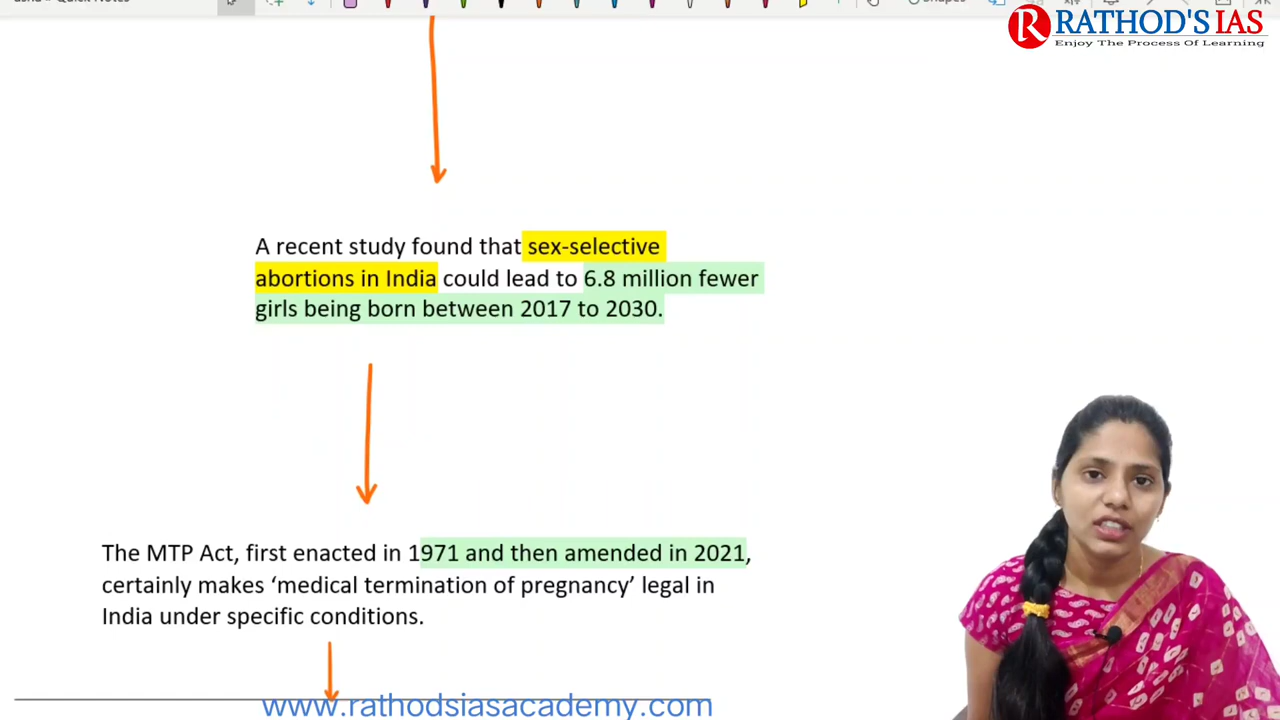 Quick Notes
Shapes
RATHOD'S IAS
Enjoy The Process Of Learning
A recent study found that sex-selective
abortions in India could lead to 6.8 million fewer
girls being born between 2017 to 2030.
The MTP Act, first enacted in 1971 and then amended in 2021,
certainly makes ‘medical termination of pregnancy’ legal in
India under specific conditions.
www.rathodsiasacademy.com